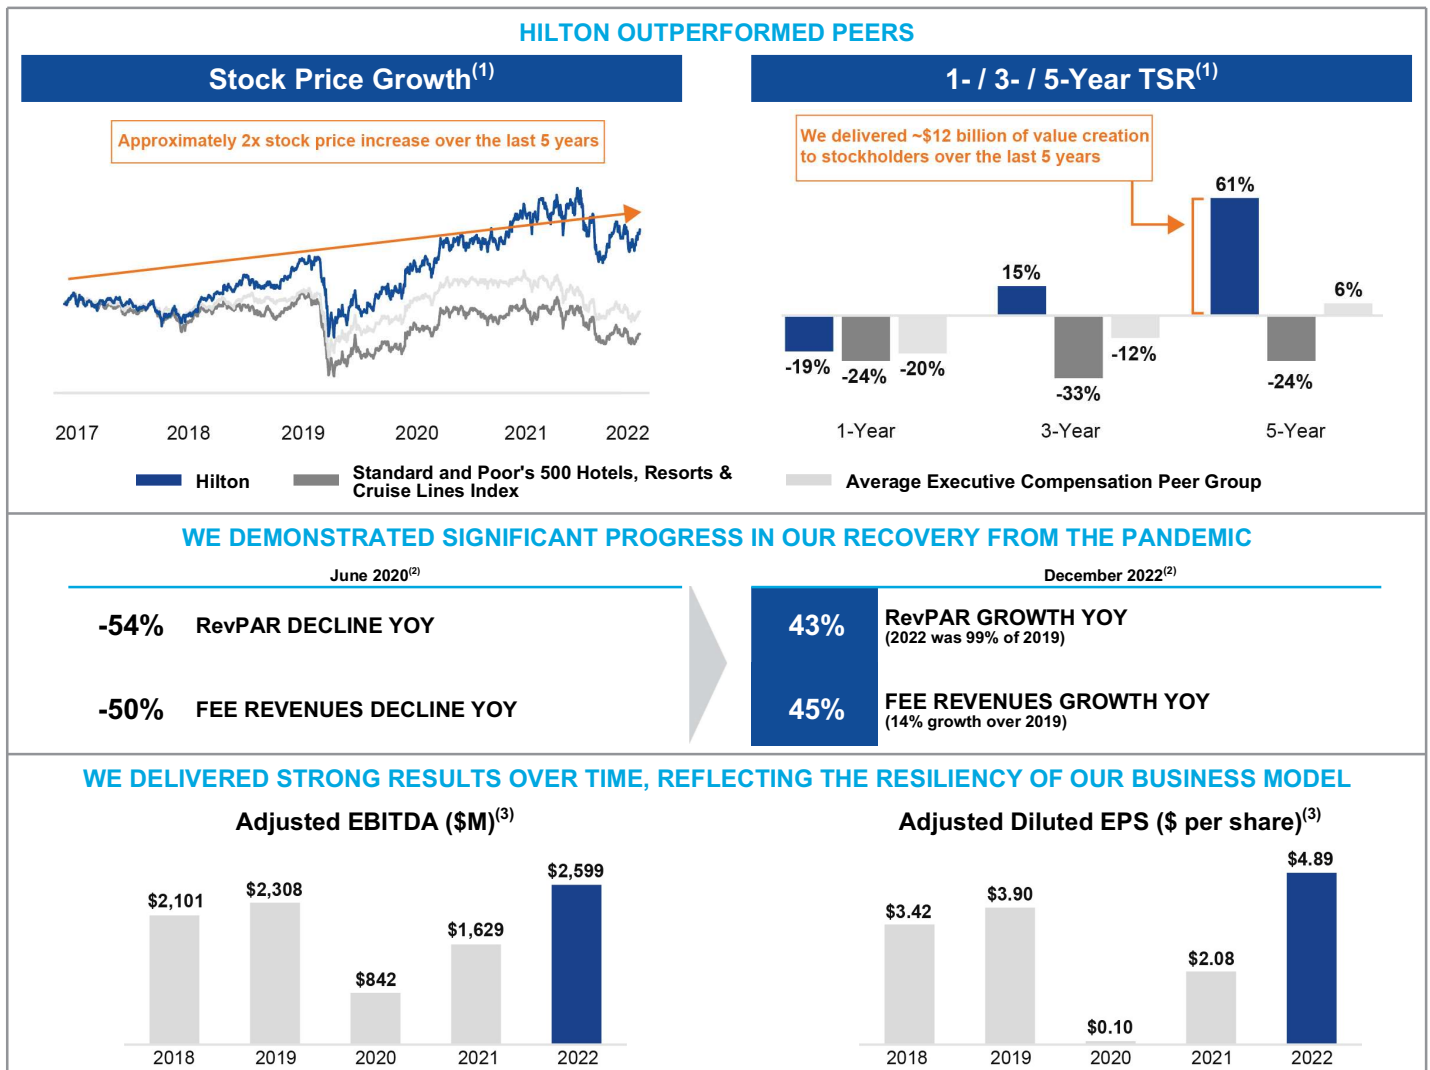 HILTON OUTPERFORMED PEERS
Stock Price Growth(1)
Approximately 2x stock price increase over the last 5 years
2017 2018 2019 2020 2021 2022
1- / 3- / 5-Year TSR(1)
We delivered ~$12 billion of value creation
to stockholders over the last 5 years
61%
15%
6%
-19% -24% -20%
-33%
-12%
-24%
1-Year 3-Year 5-Year
Hilton
Standard and Poor's 500 Hotels, Resorts &
Cruise Lines Index
Average Executive Compensation Peer Group
WE DEMONSTRATED SIGNIFICANT PROGRESS IN OUR RECOVERY FROM THE PANDEMIC
June 2020(2)
-54% RevPAR DECLINE YOY
-50% FEE REVENUES DECLINE YOY
December 2022(2)
43% RevPAR GROWTH YOY
(2022 was 99% of 2019)
45% FEE REVENUES GROWTH YOY
(14% growth over 2019)
WE DELIVERED STRONG RESULTS OVER TIME, REFLECTING THE RESILIENCY OF OUR BUSINESS MODEL
Adjusted EBITDA ($M)(3)
$2,101 $2,308 $842 $1,629 $2,599
2018 2019 2020 2021 2022
Adjusted Diluted EPS ($ per share)(3)
$3.42 $3.90 $0.10 $2.08 $4.89
2018 2019 2020 2021 2022